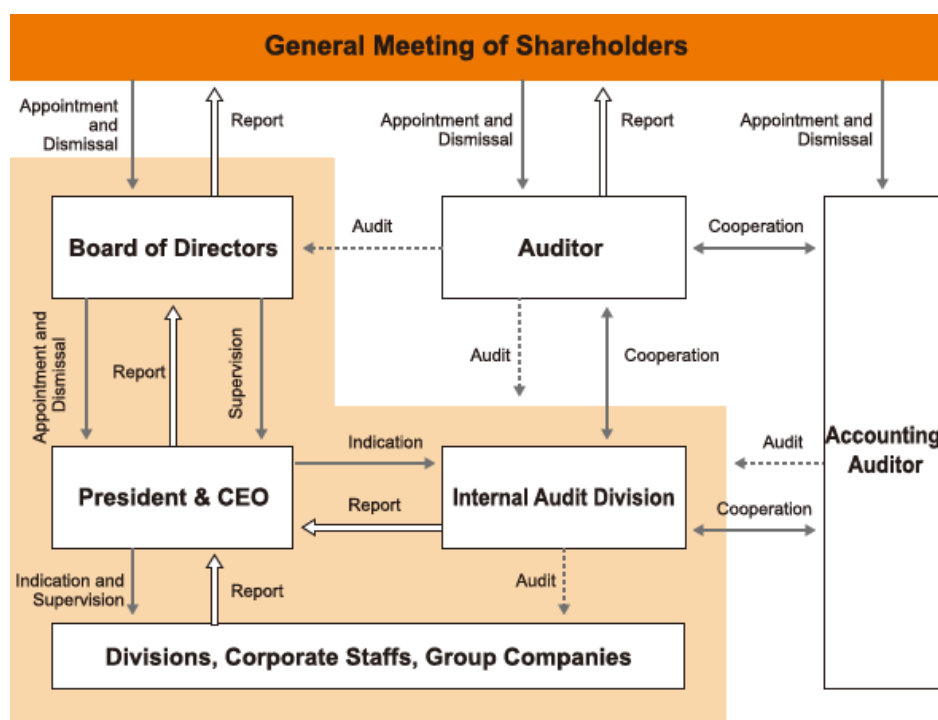 General Meeting of Shareholders
Appointment
and
Dismissal
Report
Appointment and
Dismissal
Report
Appointment and
Dismissal
Board of Directors
Audit
Auditor
Cooperation
Appointment and
Dismissal
Report
Supervision
Audit
Cooperation
President & CEO
Indication
Report
Internal Audit Division
Audit
Cooperation
Accounting
Auditor
Indication and
Supervision
Report
Audit
Divisions, Corporate Staffs, Group Companies